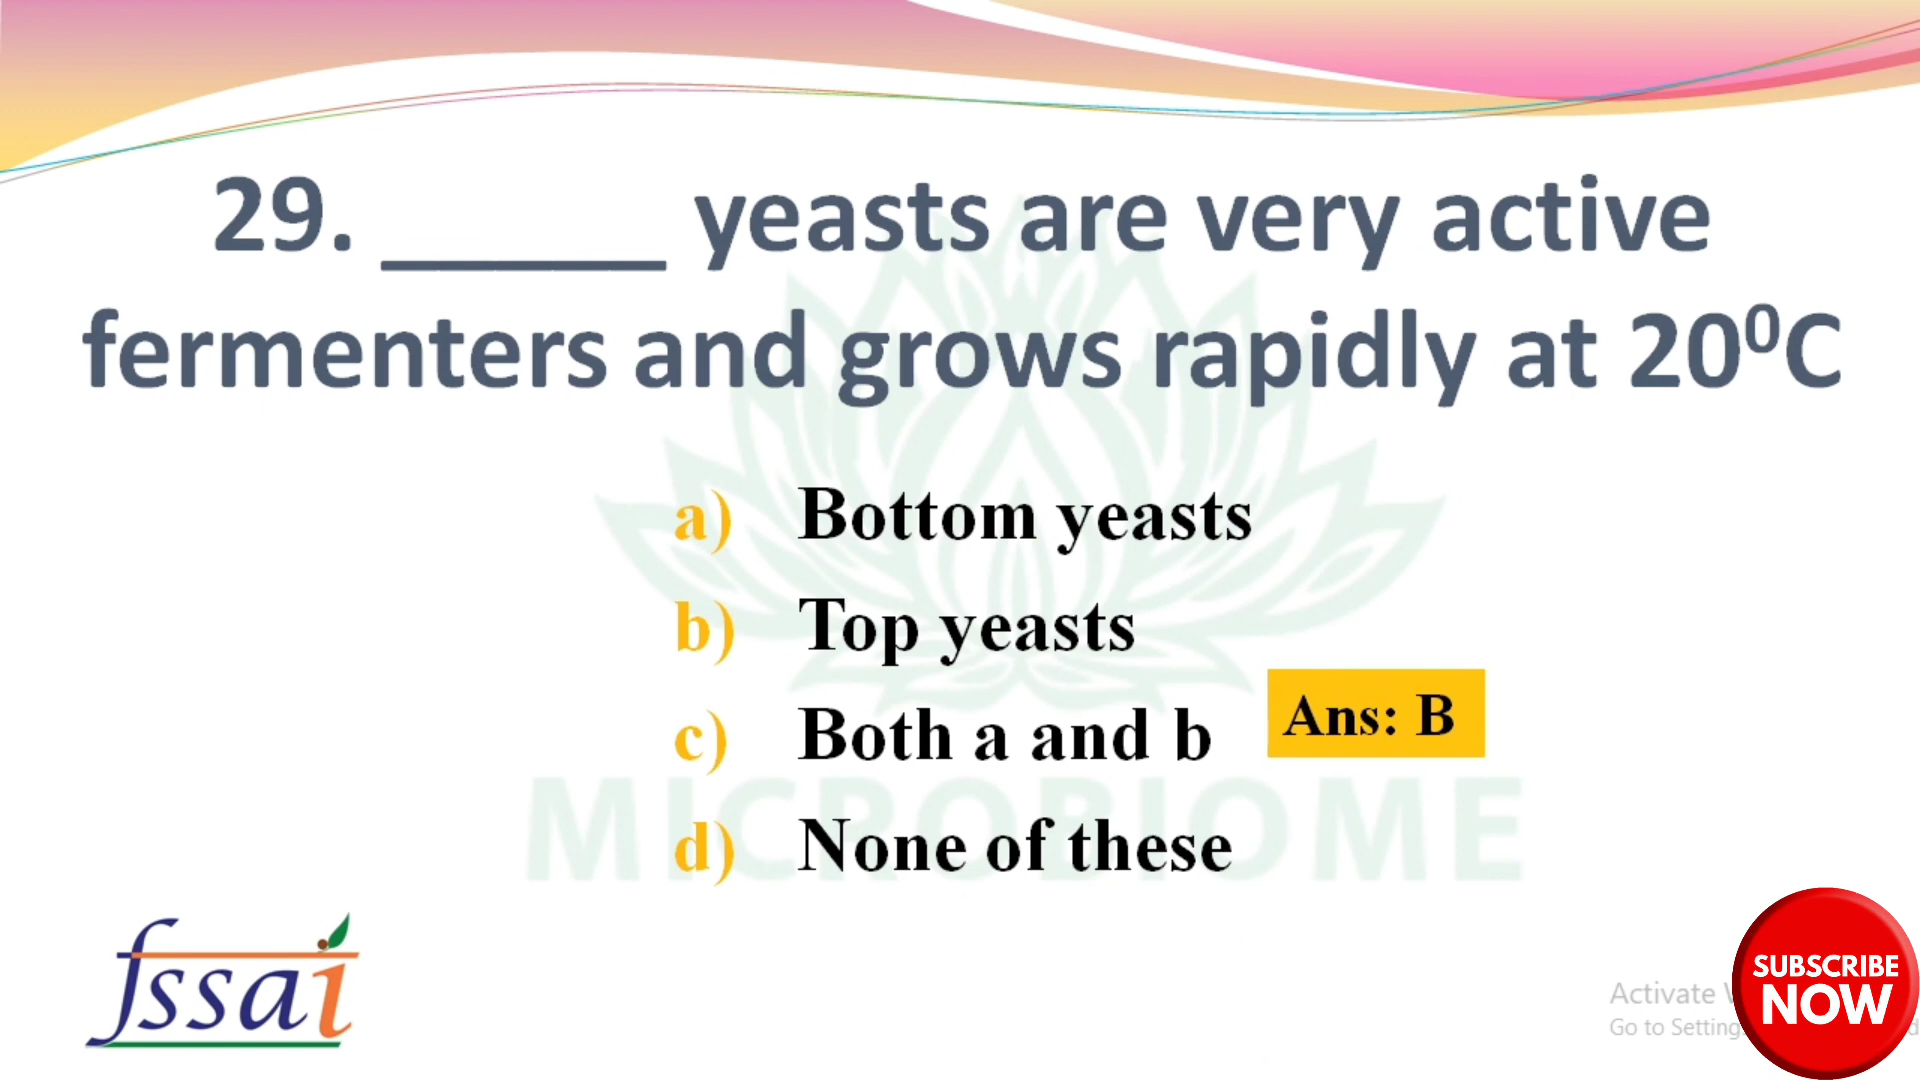 29. _____ yeasts are very active
fermenters and grows rapidly at 20⁰C
a) Bottom yeasts
b) Top yeasts
c) Both a and b
Ans: B
d) None of these
MICROBIOME
fssai
SUBSCRIBE
NOW
Activate
Go to Setting